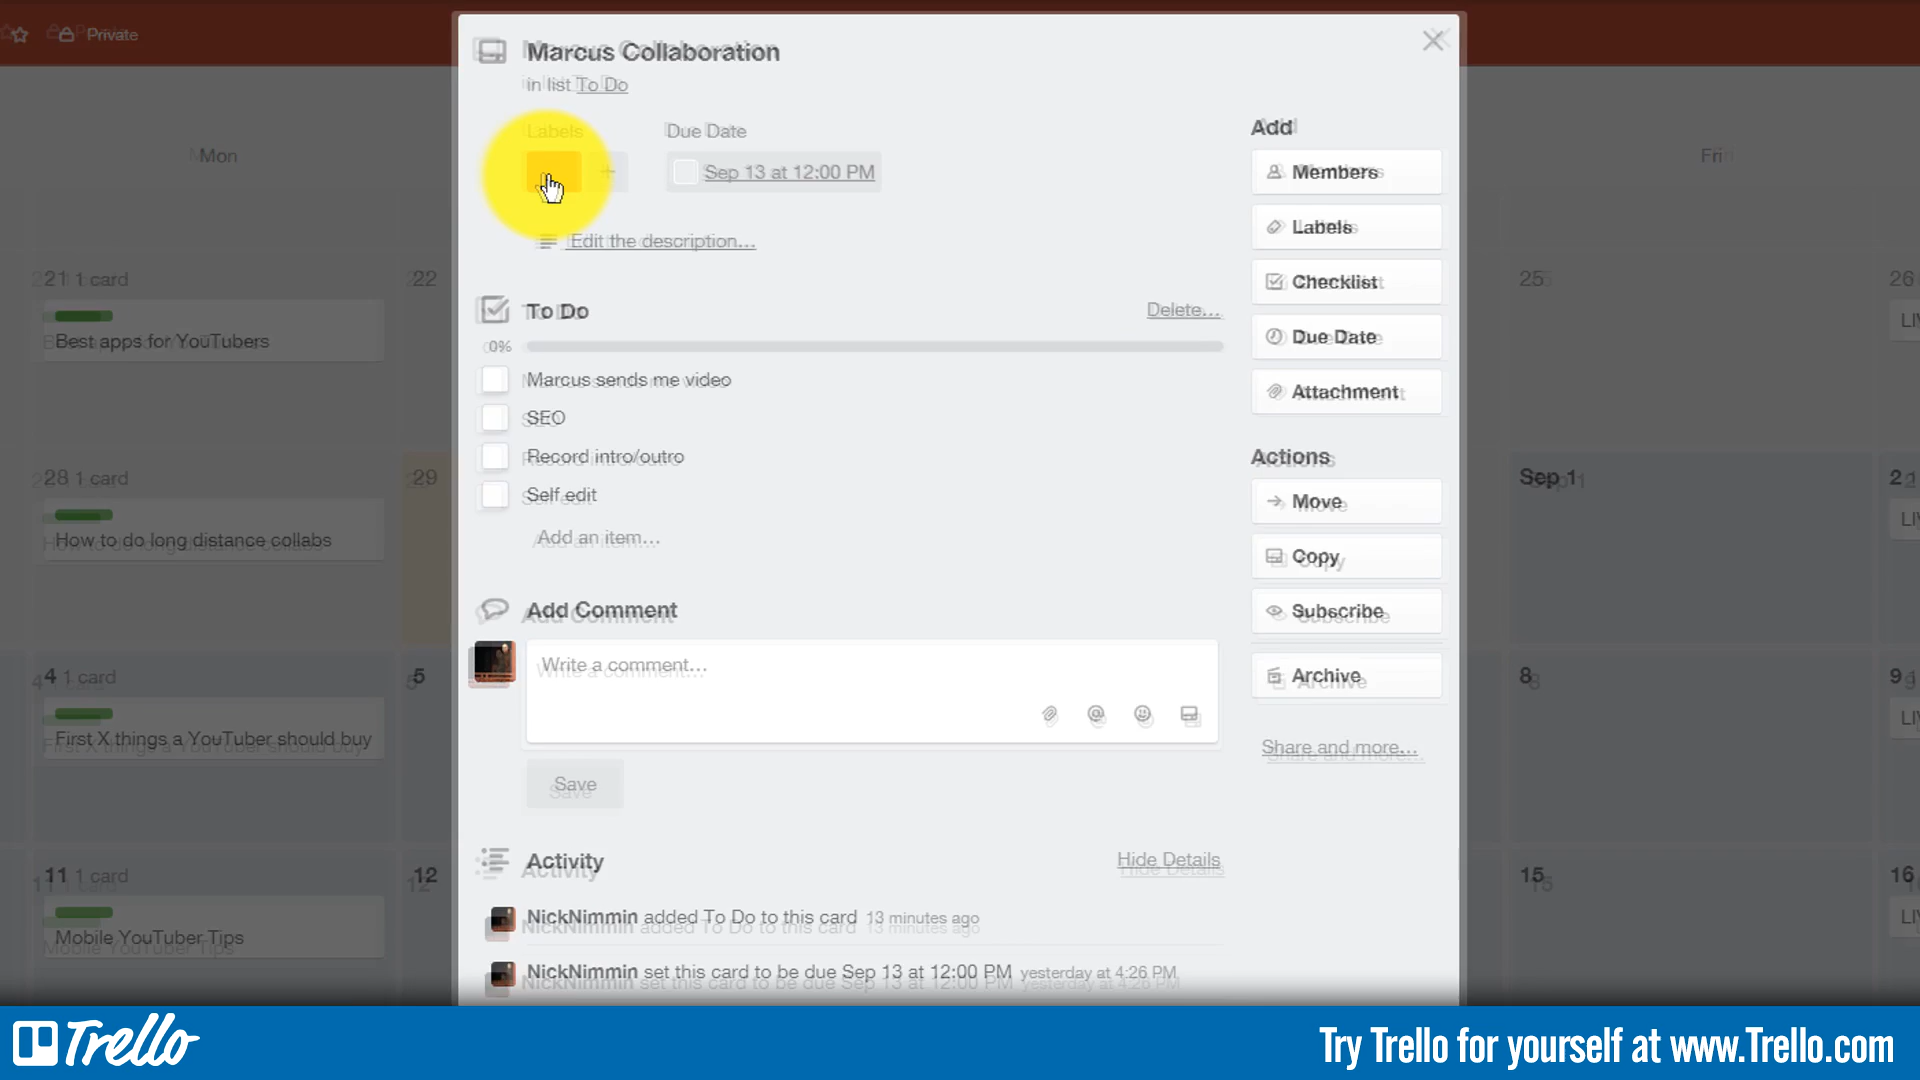 Private
Marcus Collaboration
in list To Do
Labels
Due Date
+
Sep 13 at 12:00 PM
Edit the description...
Mon
Fri
Add
Members
Labels
Checklist
Due Date
Attachment
To Do
Delete...
0%
Marcus sends me video
SEO
Record intro/outro
Self edit
Add an item...
Actions
Move
Copy
Subscribe
Archive
Share and more...
Add Comment
Write a comment...
Save
Activity
Hide Details
NickNimmin added To Do to this card 13 minutes ago
NickNimmin set this card to be due Sep 13 at 12:00 PM yesterday at 4:26 PM
21 1 card
22
25
26
Best apps for YouTubers
28 1 card
29
Sep 1
2 1
How to do long distance collabs
4 1 card
5
8
9 1
First X things a YouTuber should buy
11 1 card
12
15
16
Mobile YouTuber Tips
Trello
Try Trello for yourself at www.Trello.com